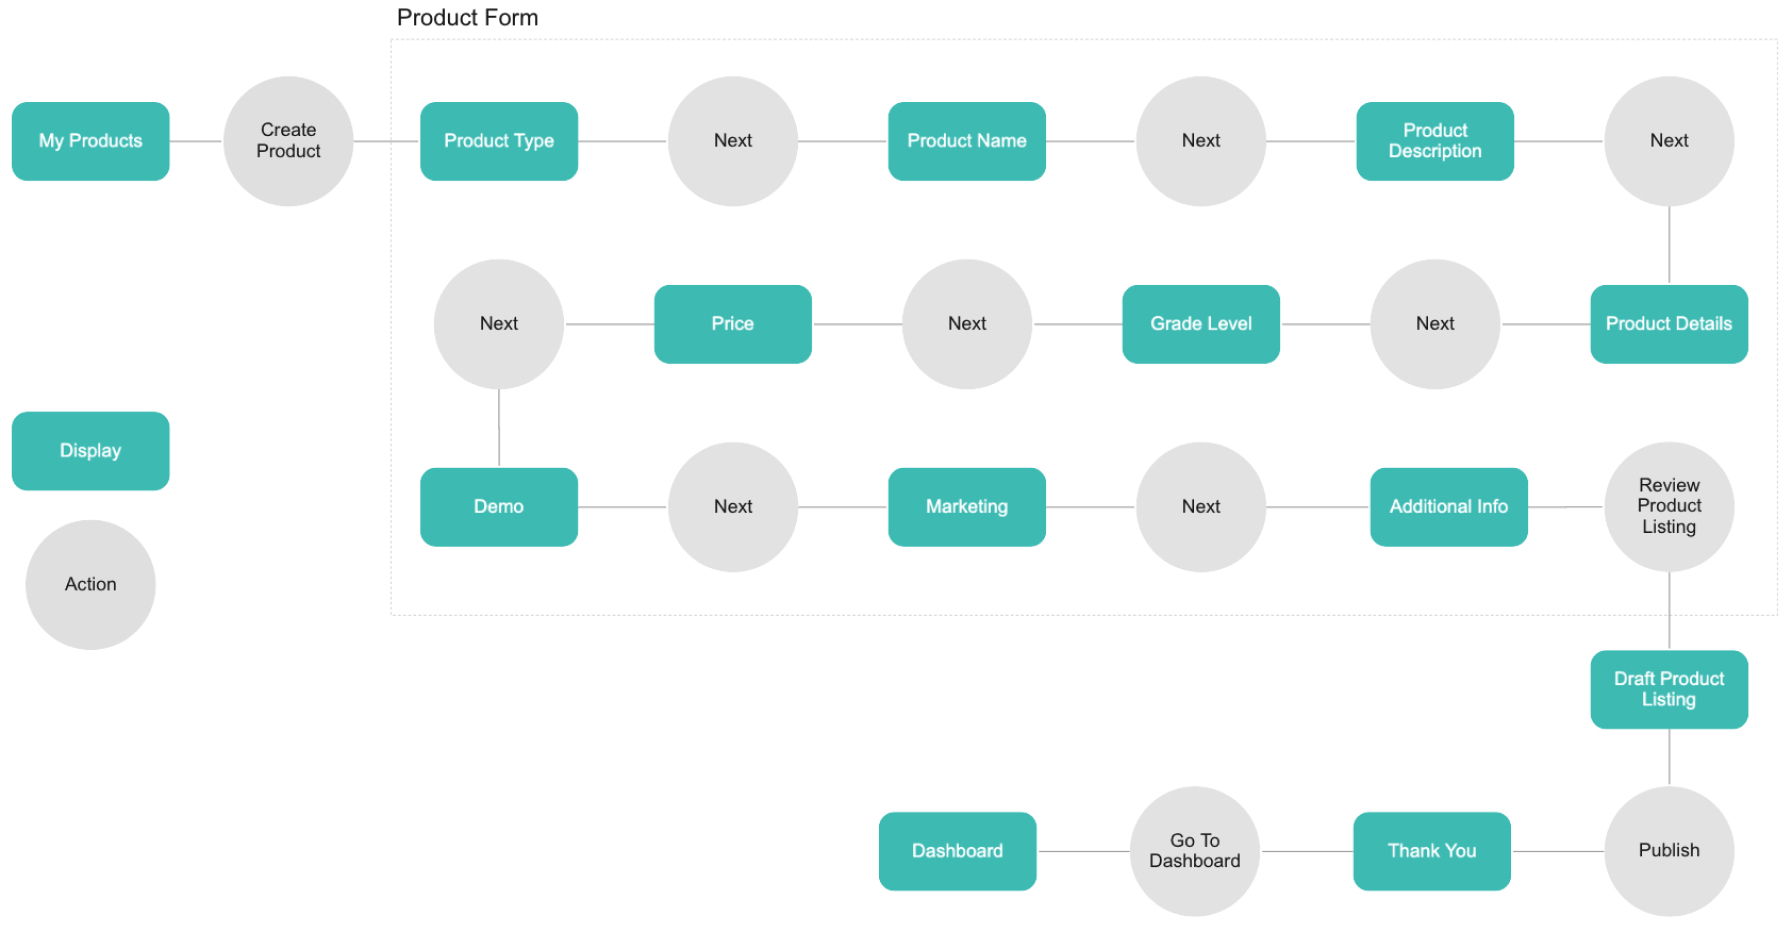 Product Form
My Products
Create
Product
Product Type
Next
Product Name
Next
Product
Description
Next
Next
Price
Next
Grade Level
Next
Product Details
Display
Action
Demo
Next
Marketing
Next
Additional Info
Review
Product
Listing
Draft Product
Listing
Dashboard
Go To
Dashboard
Thank You
Publish